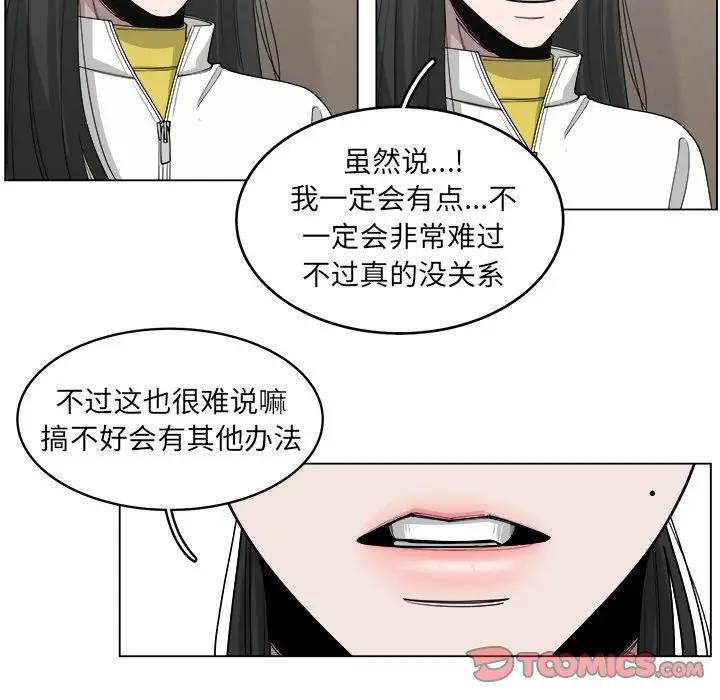 虽然说...!
我一定会有点...不
一定会非常难过
不过真的没关系
不过这也很难说嘛
搞不好会有其他办法
DTCOMICS.COM